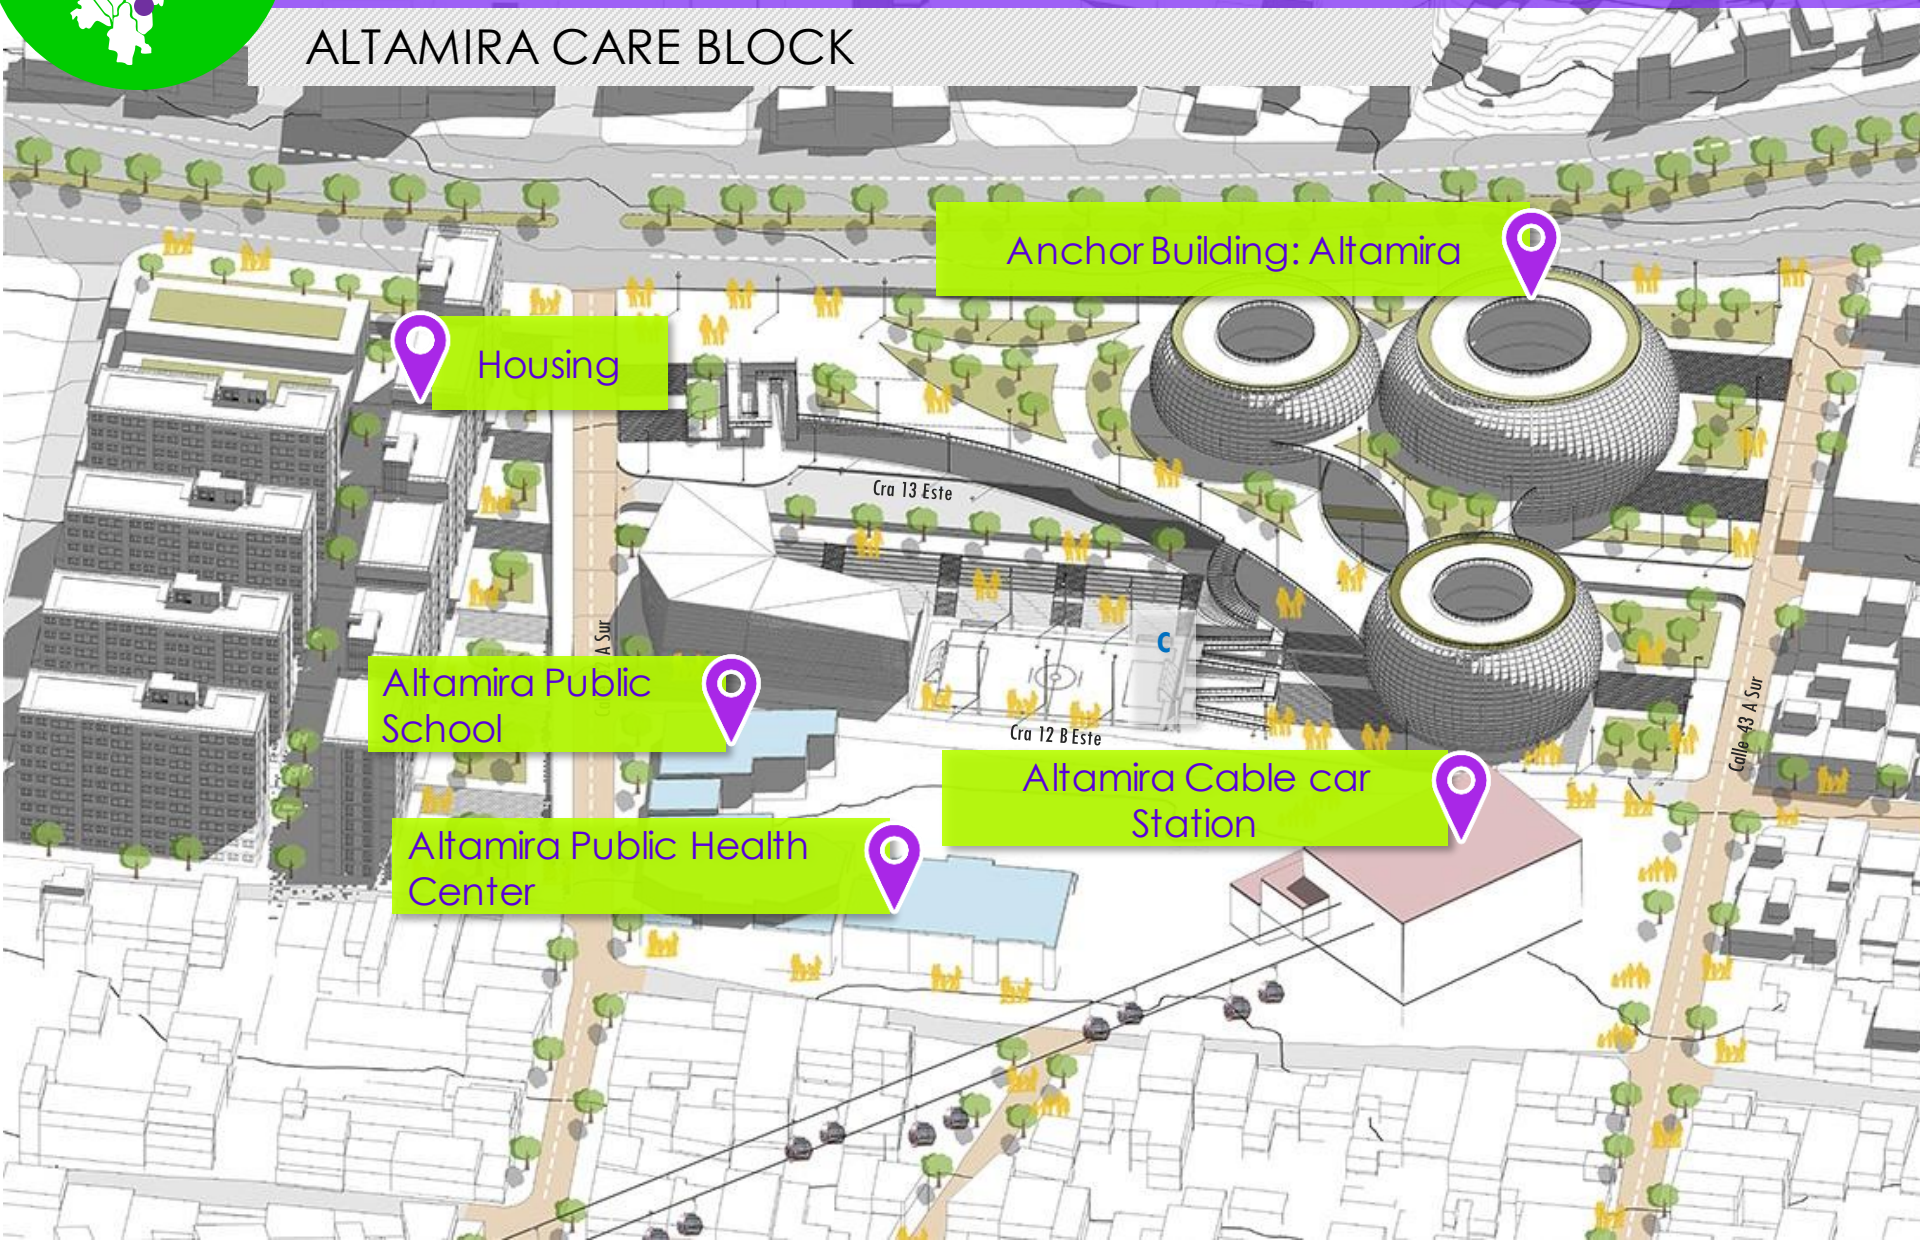 ALTAMIRA CARE BLOCK
Anchor Building: Altamira
Housing
Cra 13 Este
A Sur
C
Altamira Public
School
Cra 12 B Este
Calle 43 A Sur
Altamira Cable car
Station
Altamira Public Health
Center